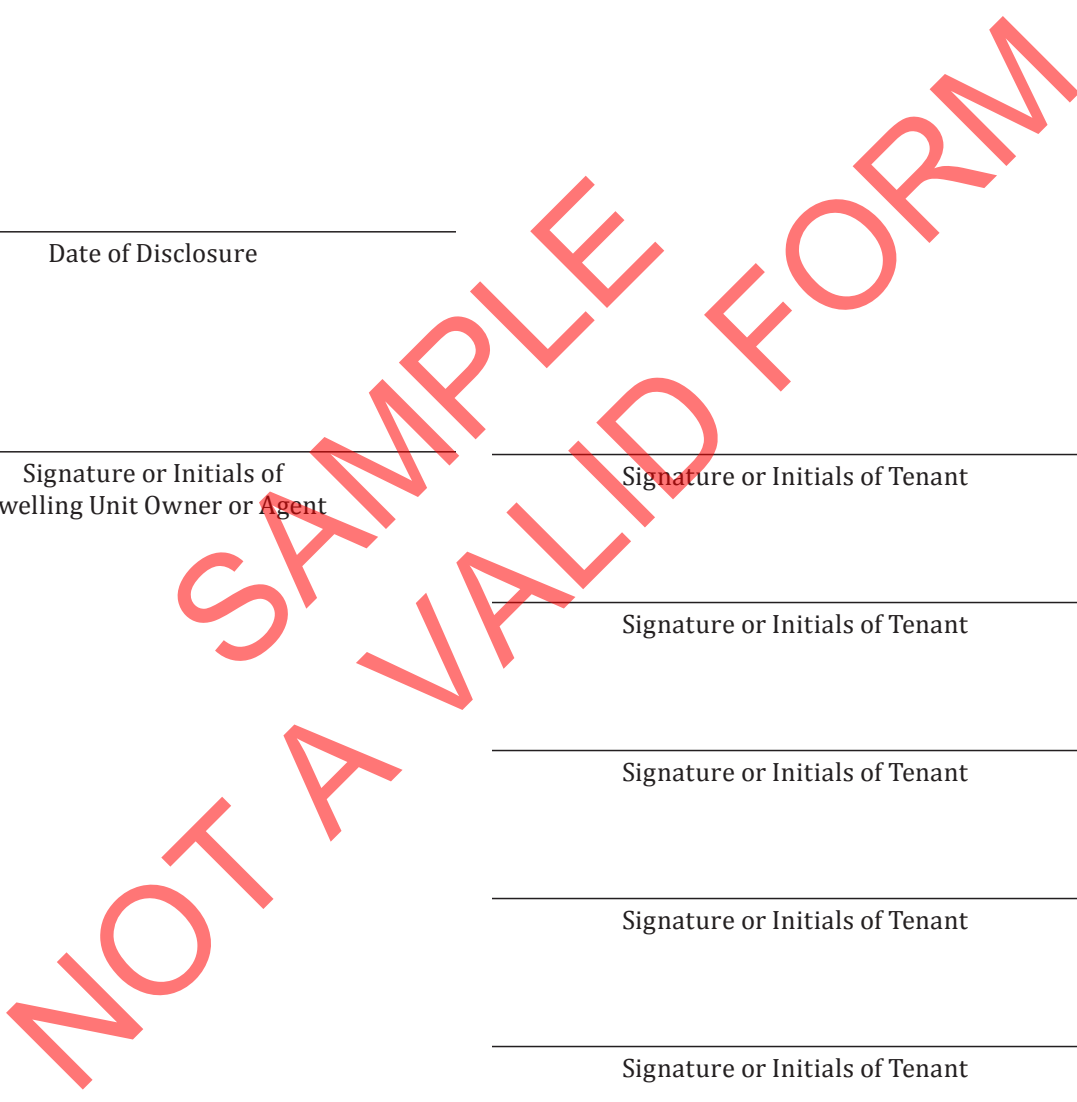 Date of Disclosure
Signature or Initials of
welling Unit Owner or Agent
Signature or Initials of Tenant
Signature or Initials of Tenant
Signature or Initials of Tenant
Signature or Initials of Tenant
Signature or Initials of Tenant
SAMPLE
NOT A VALID FORM